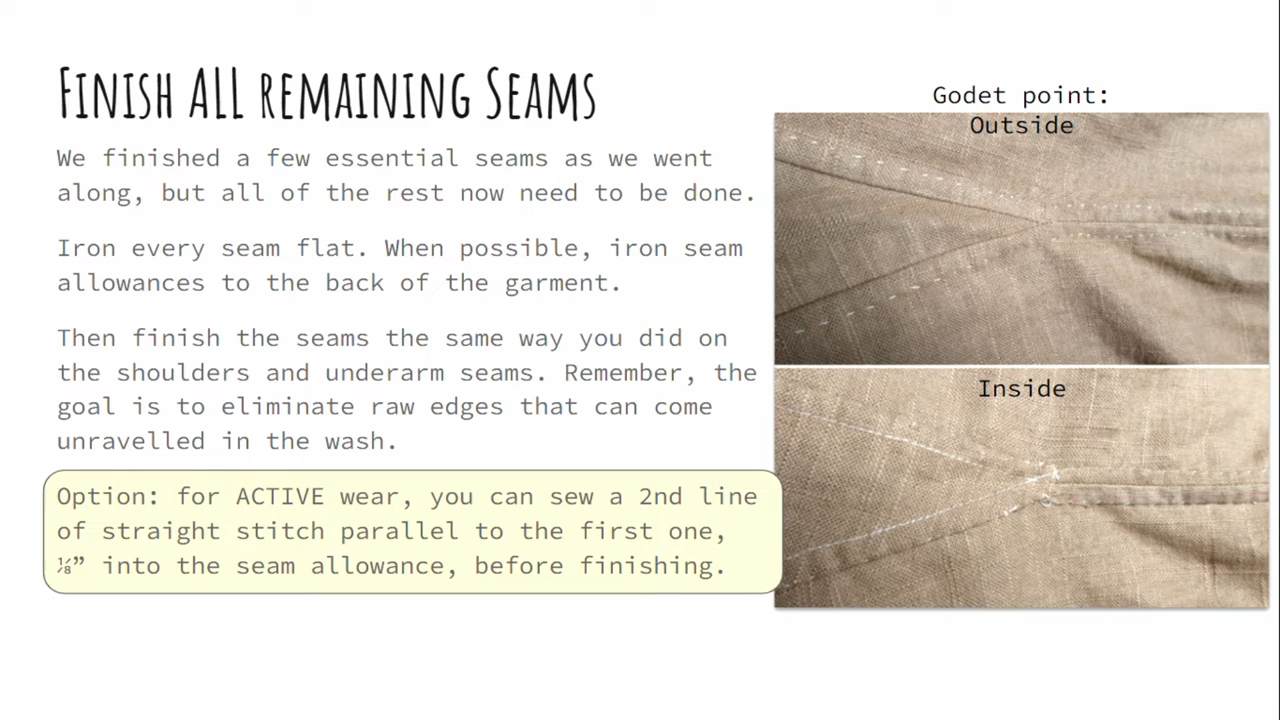 FINISH ALL REMAINING SEAMS
We finished a few essential seams as we went
along, but all of the rest now need to be done.
Iron every seam flat. When possible, iron seam
allowances to the back of the garment.
Then finish the seams the same way you did on
the shoulders and underarm seams. Remember, the
goal is to eliminate raw edges that can come
unravelled in the wash.
Option: for ACTIVE wear, you can sew a 2nd line
of straight stitch parallel to the first one,
⅛” into the seam allowance, before finishing.
Godet point:
Outside
Inside